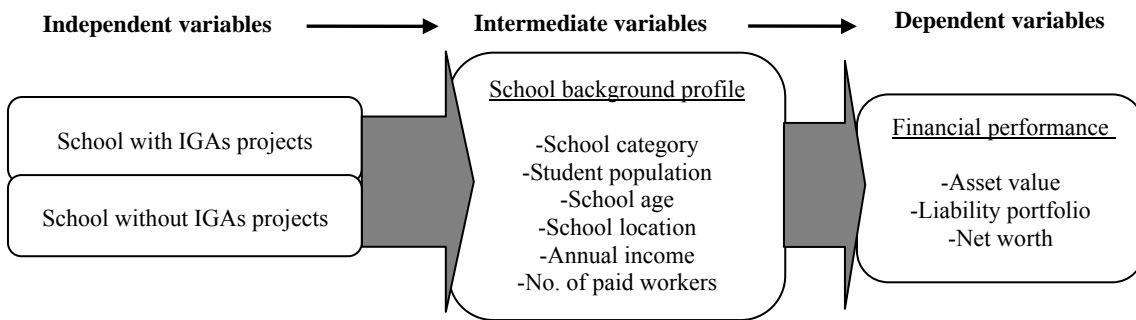 Independent variables
Intermediate variables
Dependent variables
School with IGAs projects
School without IGAs projects
School background profile
-School category
-Student population
-School age
-School location
-Annual income
-No. of paid workers
Financial performance
-Asset value
-Liability portfolio
-Net worth